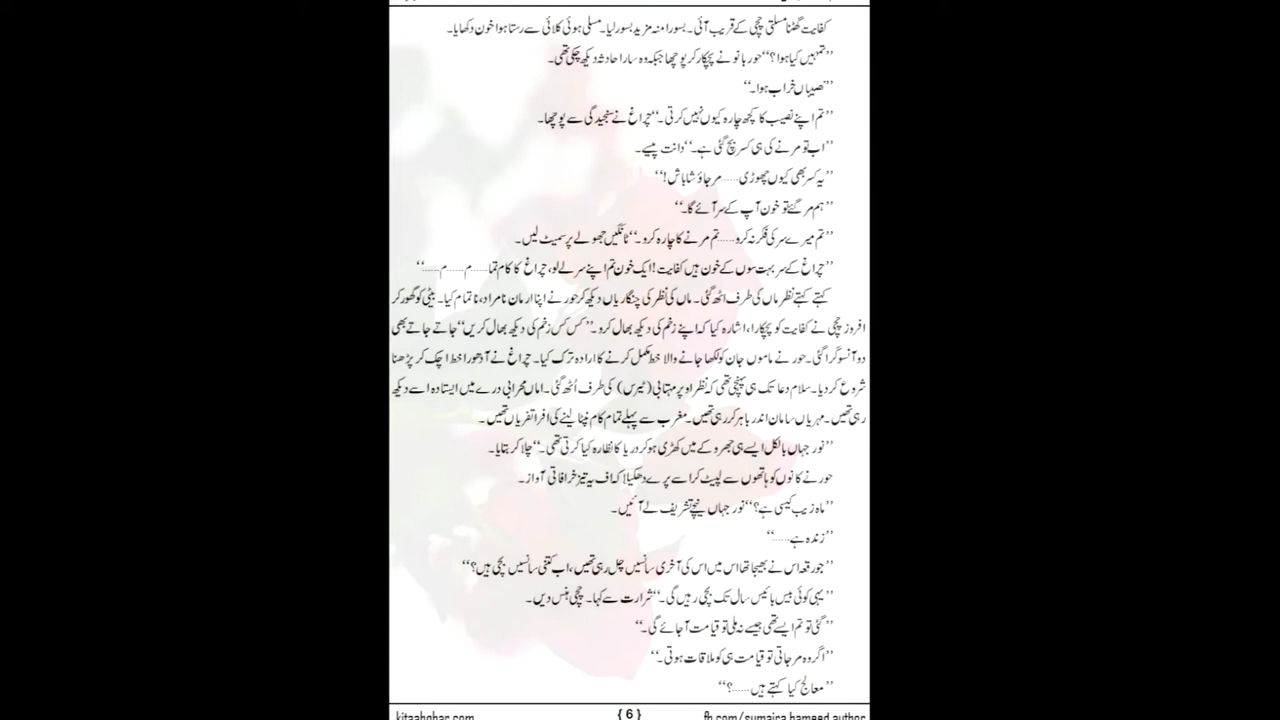 کفایت گھٹنا مسلتی چچی کے قریب آئی۔ بسورا منہ مزید بسور لیا۔ مسلی ہوئی کلائی سے رستا ہوا خون دکھایا۔
’’تمہیں کیا ہوا؟‘‘ حور بانو نے پچکار کر پوچھا جبکہ وہ سارا حادثہ دیکھ چکی تھی۔
’’نصیباں خراب ہوا۔‘‘
’’تم اپنے نصیب کا کچھ چارہ کیوں نہیں کرتی۔‘‘ چراغ نے سنجیدگی سے پوچھا۔
’’اب تو مرنے کی ہی کسر بچ گئی ہے۔‘‘ دانت پیسے۔
’’یہ کسر بھی کیوں چھوڑی......مر جاؤ شاباش!‘‘
’’ہم مر گئے تو خون آپ کے سر آئے گا۔‘‘
’’تم میرے سر کی فکر نہ کرو......تم مرنے کا چارہ کرو۔‘‘ ٹانگیں جھولے پر سمیٹ لیں۔
’’چراغ کے سر بہت سوں کے خون ہیں کفایت! ایک خون تم اپنے سر لے لو، چراغ کا کام تما......م......م......‘‘
کہتے کہتے نظر ماں کی طرف اٹھ گئی۔ ماں کی نظر کی چنگاریاں دیکھ کر حور نے اپنا ارمان نامراد، ناتمام کیا۔ بیٹی کو گھور کر
افروز چچی نے کفایت کو پچکارا، اشارہ کیا کہ اپنے زخم کی دیکھ بھال کرو۔ ’’کس کس زخم کی دیکھ بھال کریں‘‘ جاتے جاتے بھی
دو آنسو گرا گئی۔ حور نے ماموں جان کو لکھا جانے والا خط مکمل کرنے کا ارادہ ترک کیا۔ چراغ نے آدھورا خط اچک کر پڑھنا
شروع کر دیا۔ سلام دعا تک ہی پہنچی تھی کہ نظر اوپر مہتابی (ٹیرس) کی طرف اُٹھ گئی۔ اماں محرابی درے میں ایستادہ اسے دیکھ
رہی تھیں۔ مہریاں سامان اندر باہر کر رہی تھیں۔ مغرب سے پہلے تمام کام نپٹا لینے کی افراتفریاں تھیں۔
’’نور جہاں بالکل ایسے ہی جھروکے میں کھڑی ہو کر دریا کا نظارہ کیا کرتی تھی۔‘‘ چلا کر بتایا۔
حور نے کانوں کو ہاتھوں سے لپیٹ کر اسے پرے دھکیلا کہ اف یہ تیز خرافاتی آواز۔
’’ماہ زیب کیسی ہے؟‘‘ نور جہاں نیچے تشریف لے آئیں۔
’’زندہ ہے......‘‘
’’جو رقعہ اس نے بھیجا تھا اس میں اس کی آخری سانسیں چل رہی تھیں، اب کتنی سانسیں بچی ہیں؟‘‘
’’یہی کوئی بیس بائیس سال تک بچی رہیں گی۔‘‘ شرارت سے کہا۔ چچی ہنس دیں۔
’’گئی تو تم ایسے تھی جیسے نہ ملی تو قیامت آ جائے گی۔‘‘
’’اگر وہ مر جاتی تو قیامت ہی کو ملاقات ہوتی۔‘‘
’’معالج کیا کہتے ہیں......؟‘‘
kitaabghar.com {6} fb.com/sumaira.hameed.author